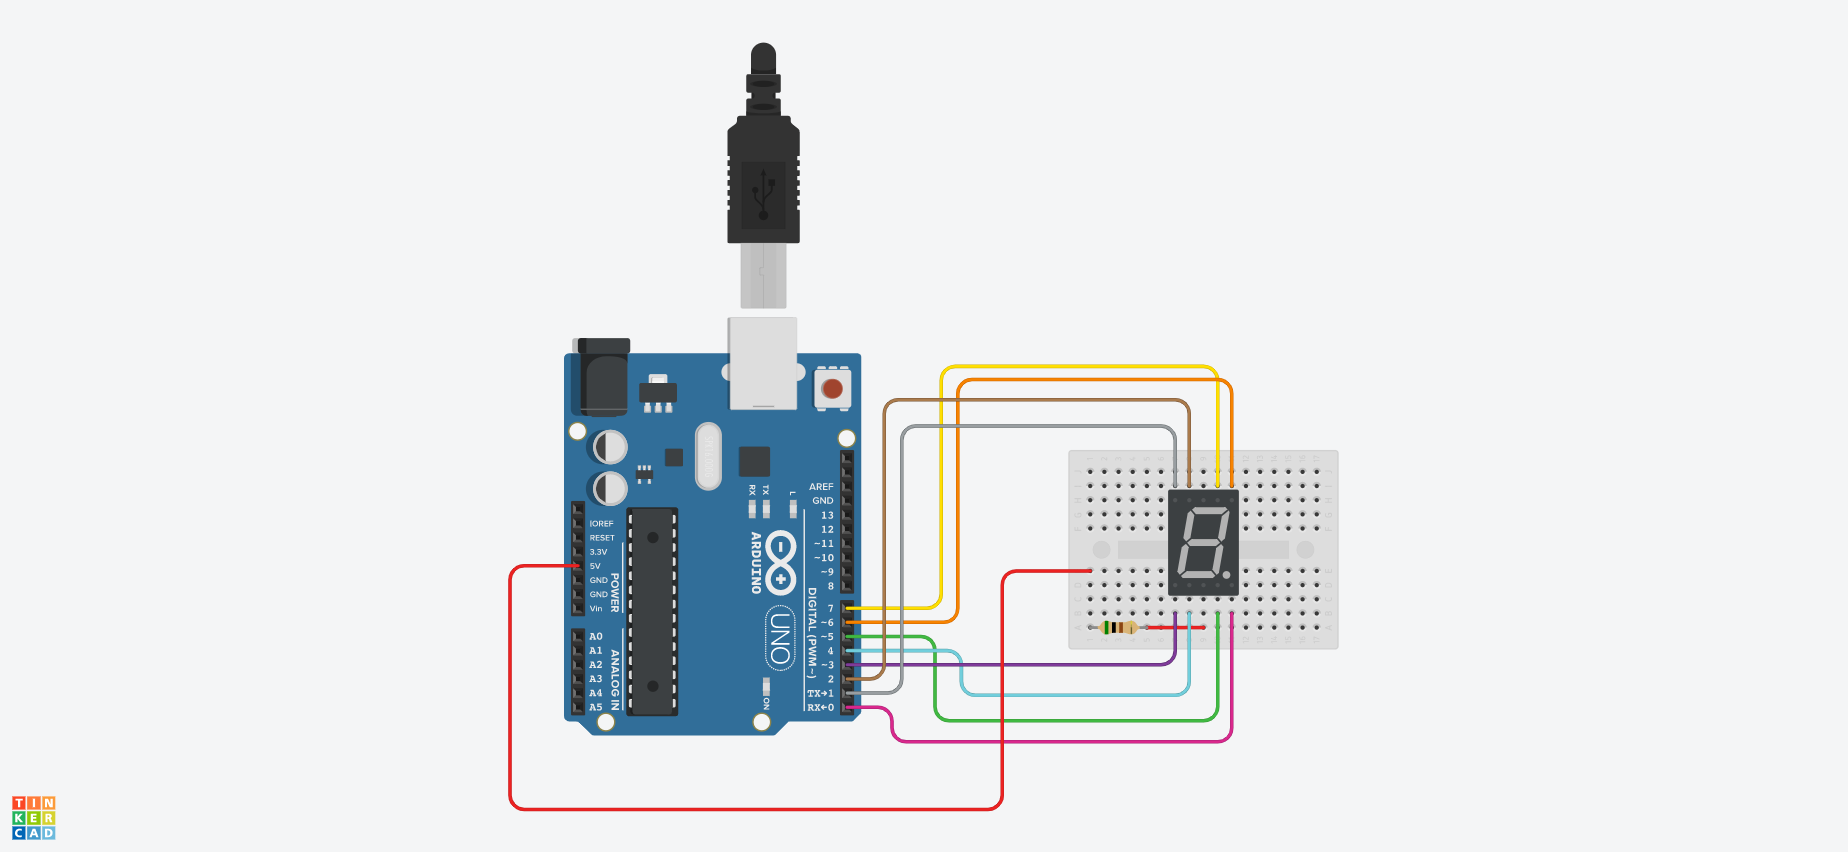 AREF
GND
13
12
~11
~10
~9
8
7
~6
~5
4
~3
2
TX→1
RX←0
DIGITAL (PWM ~)
RX
TX
L
ARDUINO
UNO
ON
IOREF
RESET
3.3V
5V
GND
GND
Vin
POWER
A0
A1
A2
A3
A4
A5
ANALOG IN
TIN
KER
CAD